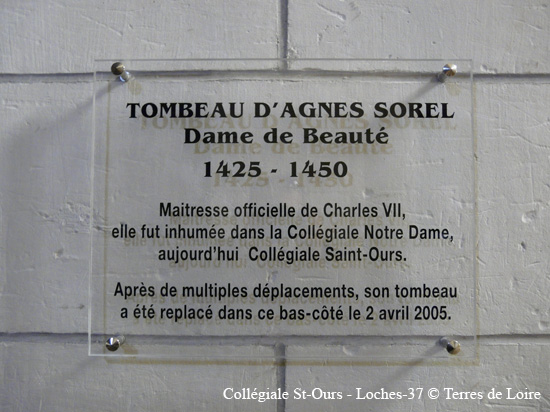 TOMBEAU D'AGNES SOREL
Dame de Beauté
1425 - 1450
Maitresse officielle de Charles VII,
elle fut inhumée dans la Collégiale Notre Dame,
aujourd'hui Collégiale Saint-Ours.
Après de multiples déplacements, son tombeau
a été replacé dans ce bas-côté le 2 avril 2005.
Collégiale St-Ours - Loches-37 © Terres de Loire